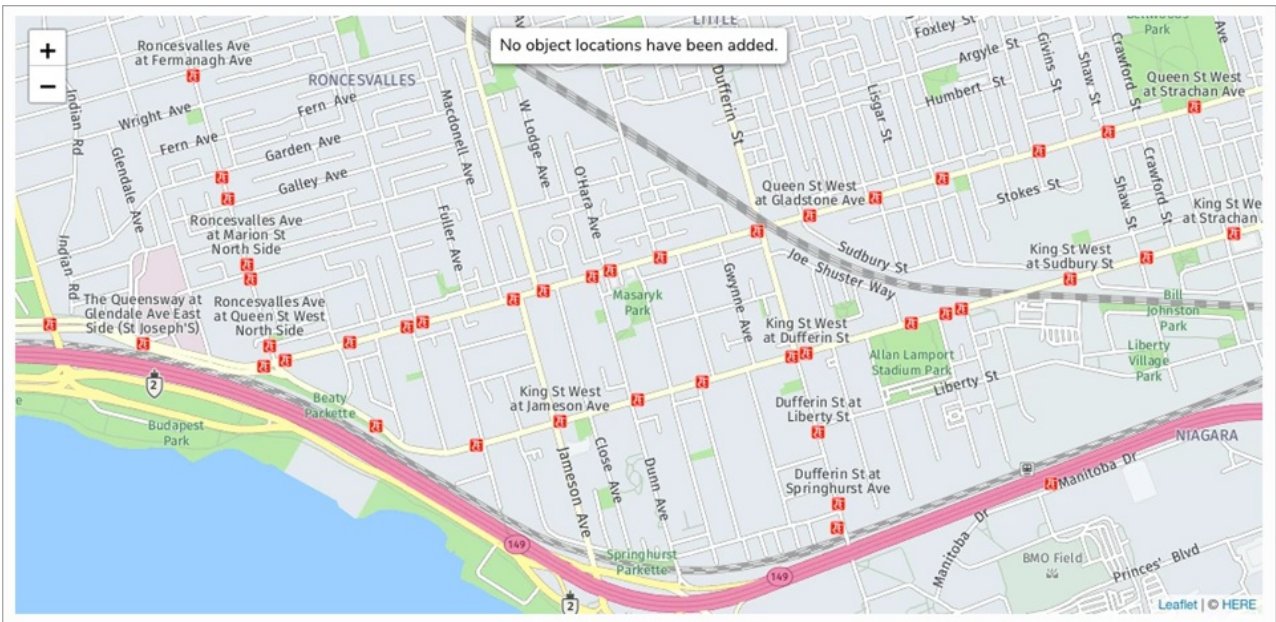 LITTLE
Foxley St
Park
Ave
+
−
No object locations have been added.
Roncesvalles Ave
at Fermanagh Ave
RONCESVALLES
Argyle St
Givins St
Shaw St
Crawford St
Queen St West
at Strachan Ave
Indian Rd
Wright Ave
Fern Ave
Macdonell Ave
W Lodge Ave
Dufferin St
Lisgar St
Humbert St
Fern Ave
Glendale Ave
Garden Ave
Galley Ave
O'Hara Ave
Queen St West
at Gladstone Ave
Stokes St
Shaw St
Crawford St
King St We
at Strachan
Roncesvalles Ave
at Marion St
North Side
Fuller Ave
Indian Rd
Sudbury St
Joe Shuster Way
King St West
at Sudbury St
Gwynne Ave
Masaryk
Park
Bill
Johnston
Park
The Queensway at
Glendale Ave East
Side (St Joseph'S)
Roncesvalles Ave
at Queen St West
North Side
King St West
at Dufferin St
Allan Lamport
Stadium Park
Liberty
Village
Park
Liberty St
2
Beaty
Parkette
Budapest
Park
e
King St West
at Jameson Ave
Dufferin St at
Liberty St
NIAGARA
Jameson Ave
Close Ave
Dunn Ave
Dufferin St at
Springhurst Ave
Manitoba Dr
Manitoba Dr
149
Springhurst
Parkette
149
BMO Field
Princes' Blvd
2
Leaflet | © HERE